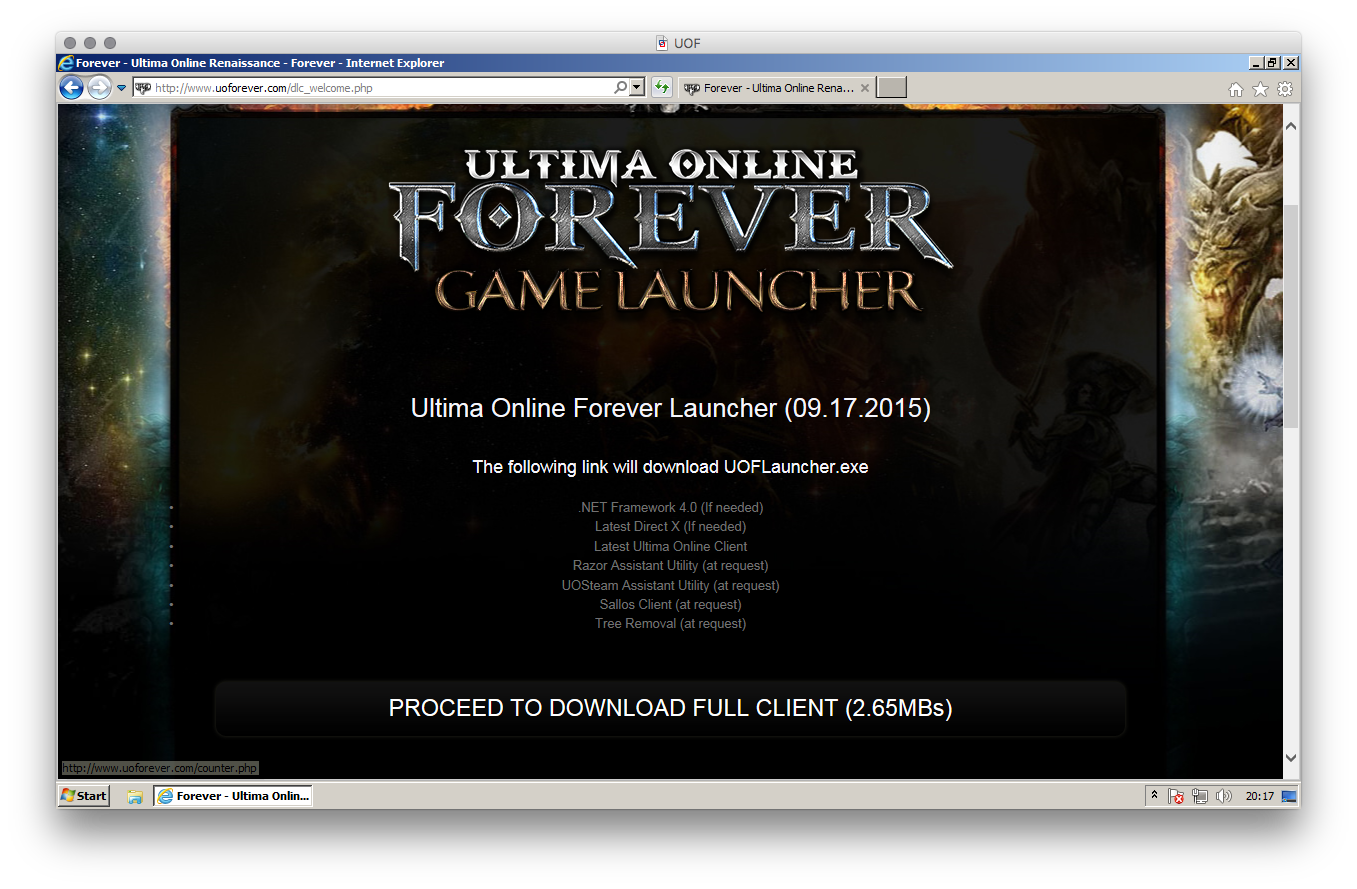 UOF
Forever - Ultima Online Renaissance - Forever - Internet Explorer
http://www.uoforever.com/dlc_welcome.php
Forever - Ultima Online Rena...
ULTIMA ONLINE
FOREVER
GAME LAUNCHER
Ultima Online Forever Launcher (09.17.2015)
The following link will download UOFLauncher.exe
.NET Framework 4.0 (If needed)
Latest Direct X (If needed)
Latest Ultima Online Client
Razor Assistant Utility (at request)
UOSteam Assistant Utility (at request)
Sallos Client (at request)
Tree Removal (at request)
PROCEED TO DOWNLOAD FULL CLIENT (2.65MBs)
http://www.uoforever.com/counter.php
Start
Forever - Ultima Onlin...
20:17